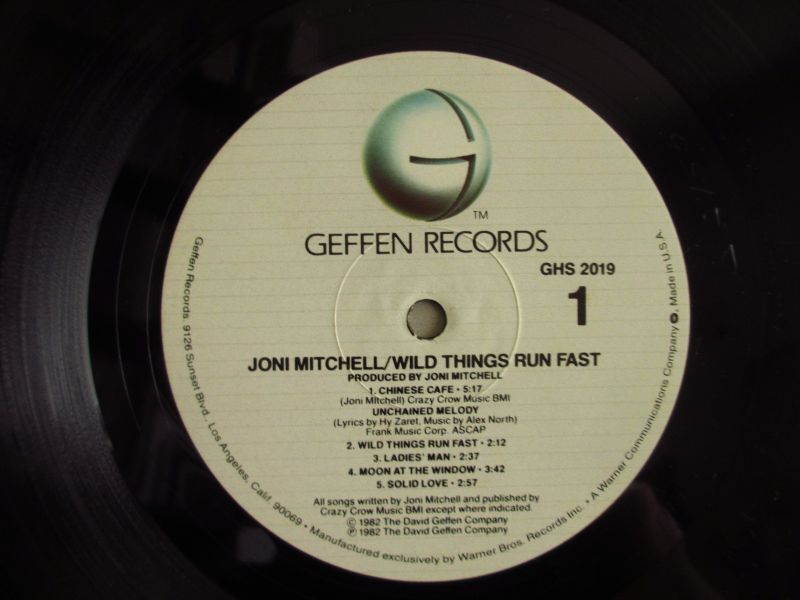 TM
GEFFEN RECORDS
GHS 2019
1
JONI MITCHELL/WILD THINGS RUN FAST
PRODUCED BY JONI MITCHELL
1. CHINESE CAFE • 5:17
(Joni Mitchell) Crazy Crow Music BMI
UNCHAINED MELODY
(Lyrics by Hy Zaret, Music by Alex North)
Frank Music Corp. ASCAP
2. WILD THINGS RUN FAST • 2:12
3. LADIES' MAN • 2:37
4. MOON AT THE WINDOW • 3:42
5. SOLID LOVE • 2:57
All songs written by Joni Mitchell and published by
Crazy Crow Music BMI except where indicated.
© 1982 The David Geffen Company
℗ 1982 The David Geffen Company
Geffen Records, 9126 Sunset Blvd., Los Angeles, Calif. 90069 • Manufactured exclusively by Warner Bros. Records Inc. • A Warner Communications Company Made in U.S.A.